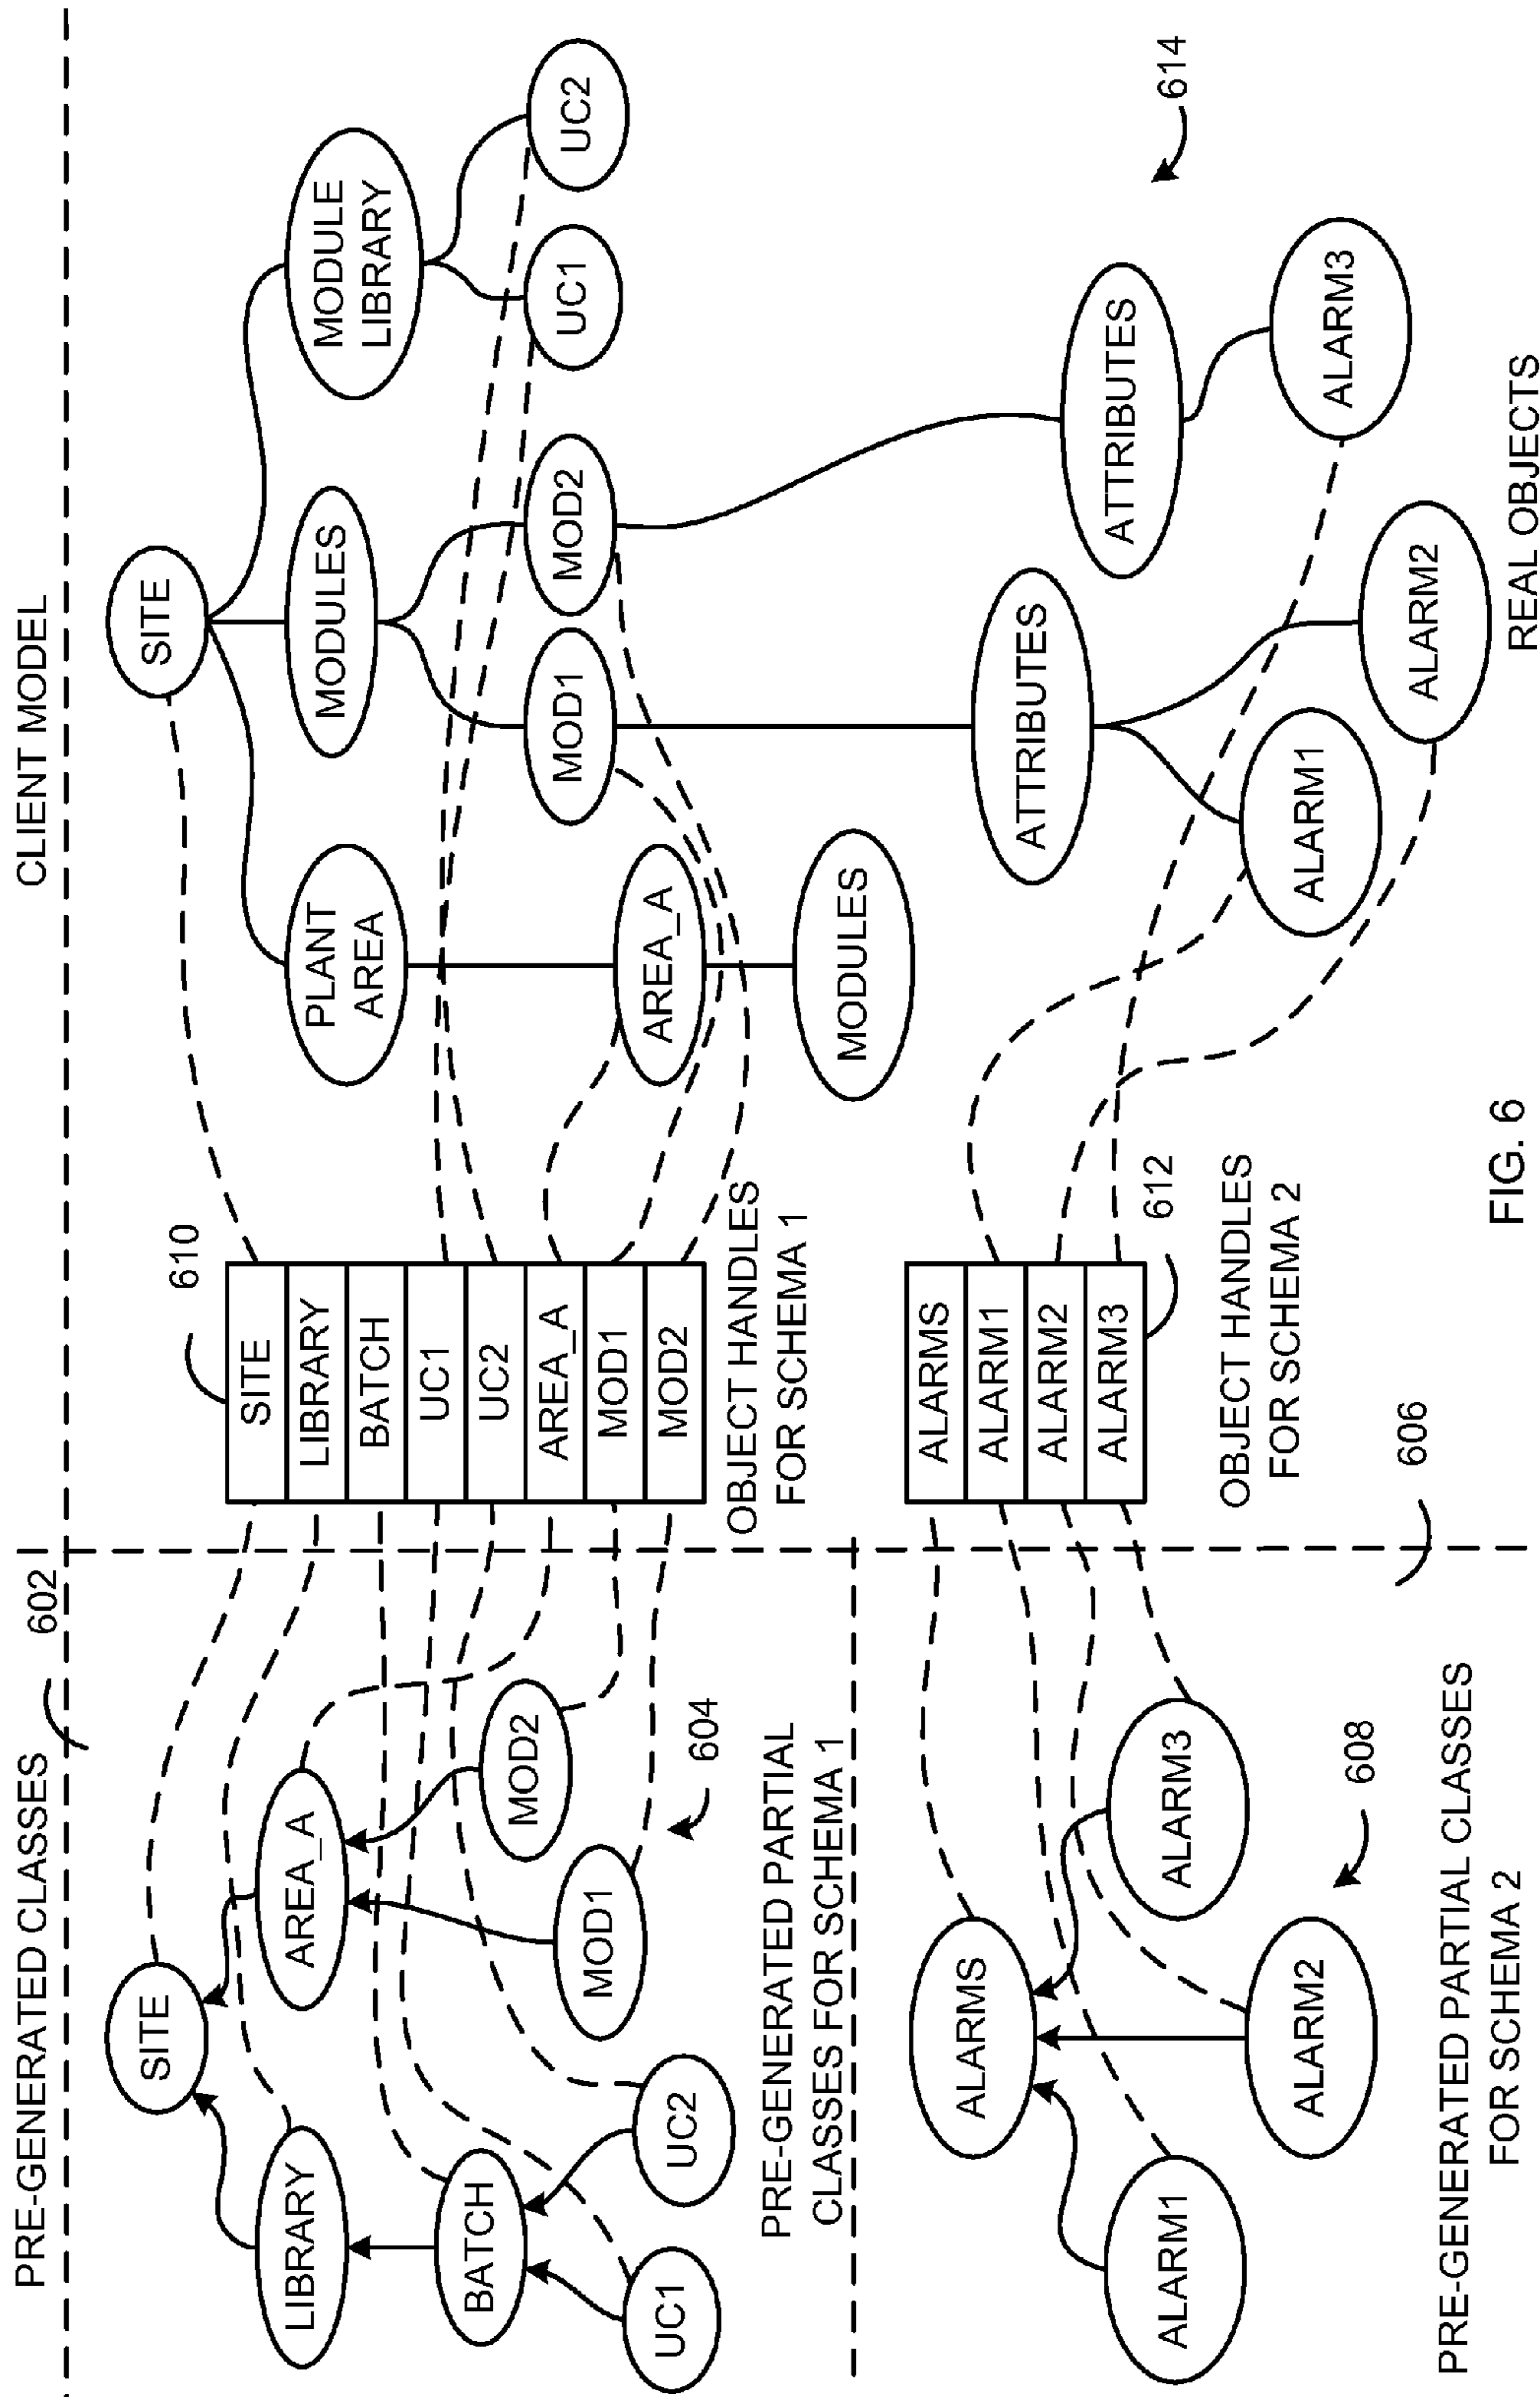 PRE-GENERATED CLASSES
602
CLIENT MODEL
SITE
LIBRARY
AREA_A
BATCH
MOD2
UC1
UC2
MOD1
604
PRE-GENERATED PARTIAL
CLASSES FOR SCHEMA 1
610
SITE
LIBRARY
BATCH
UC1
UC2
AREA_A
MOD1
MOD2
OBJECT HANDLES
FOR SCHEMA 1
SITE
PLANT
AREA
MODULES
MODULE
LIBRARY
MOD1
MOD2
UC1
UC2
AREA_A
MODULES
614
ATTRIBUTES
ATTRIBUTES
ALARM1
ALARM2
ALARM3
REAL OBJECTS
ALARMS
ALARM1
ALARM2
ALARM3
608
PRE-GENERATED PARTIAL CLASSES
FOR SCHEMA 2
ALARMS
ALARM1
ALARM2
ALARM3
612
OBJECT HANDLES
FOR SCHEMA 2
606
FIG. 6